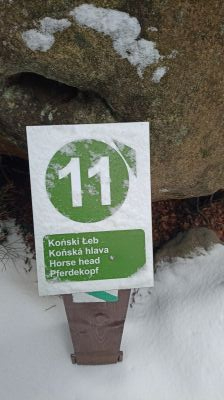 11
Koński Łeb
Koňská hlava
Horse head
Pferdekopf